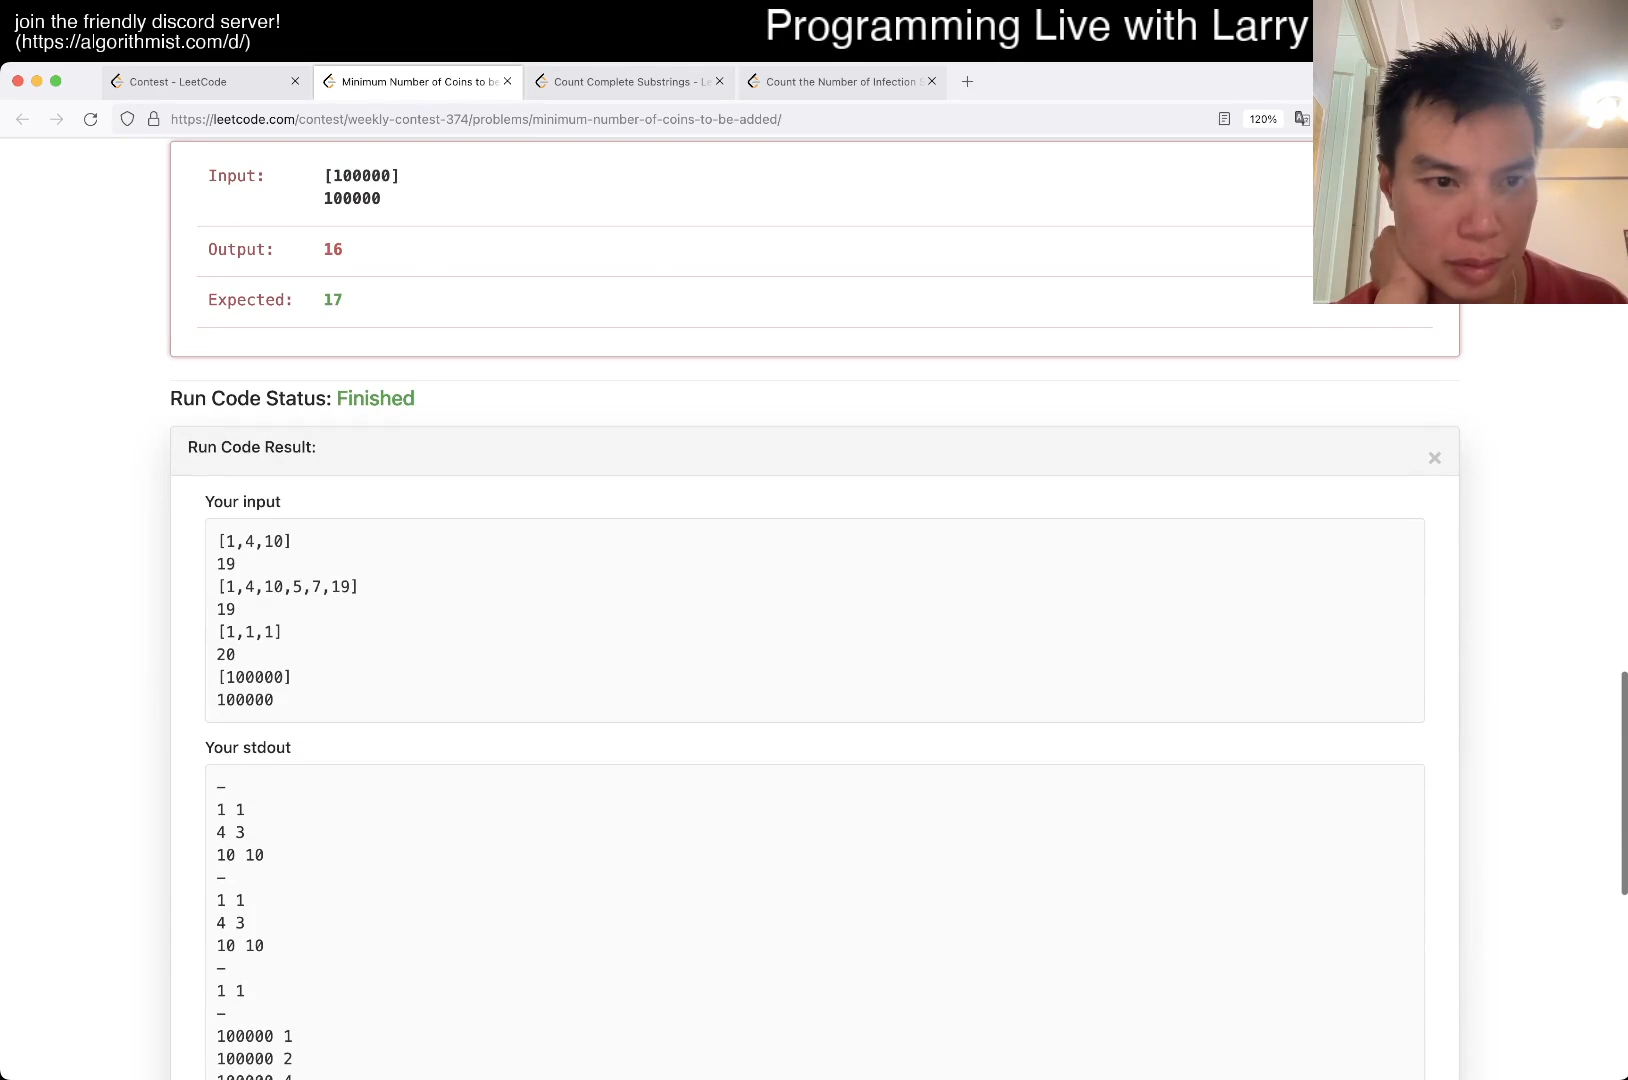 join the friendly discord server!
(https://algorithmist.com/d/)
Programming Live with Larry
Contest - LeetCode
Minimum Number of Coins to be
Count Complete Substrings - Le
Count the Number of Infection S
https://leetcode.com/contest/weekly-contest-374/problems/minimum-number-of-coins-to-be-added/
120%
Input: [100000]
100000
Output: 16
Expected: 17
Run Code Status: Finished
Run Code Result:
Your input
[1,4,10]
19
[1,4,10,5,7,19]
19
[1,1,1]
20
[100000]
100000
Your stdout
–
1 1
4 3
10 10
–
1 1
4 3
10 10
–
1 1
–
100000 1
100000 2
100000 4